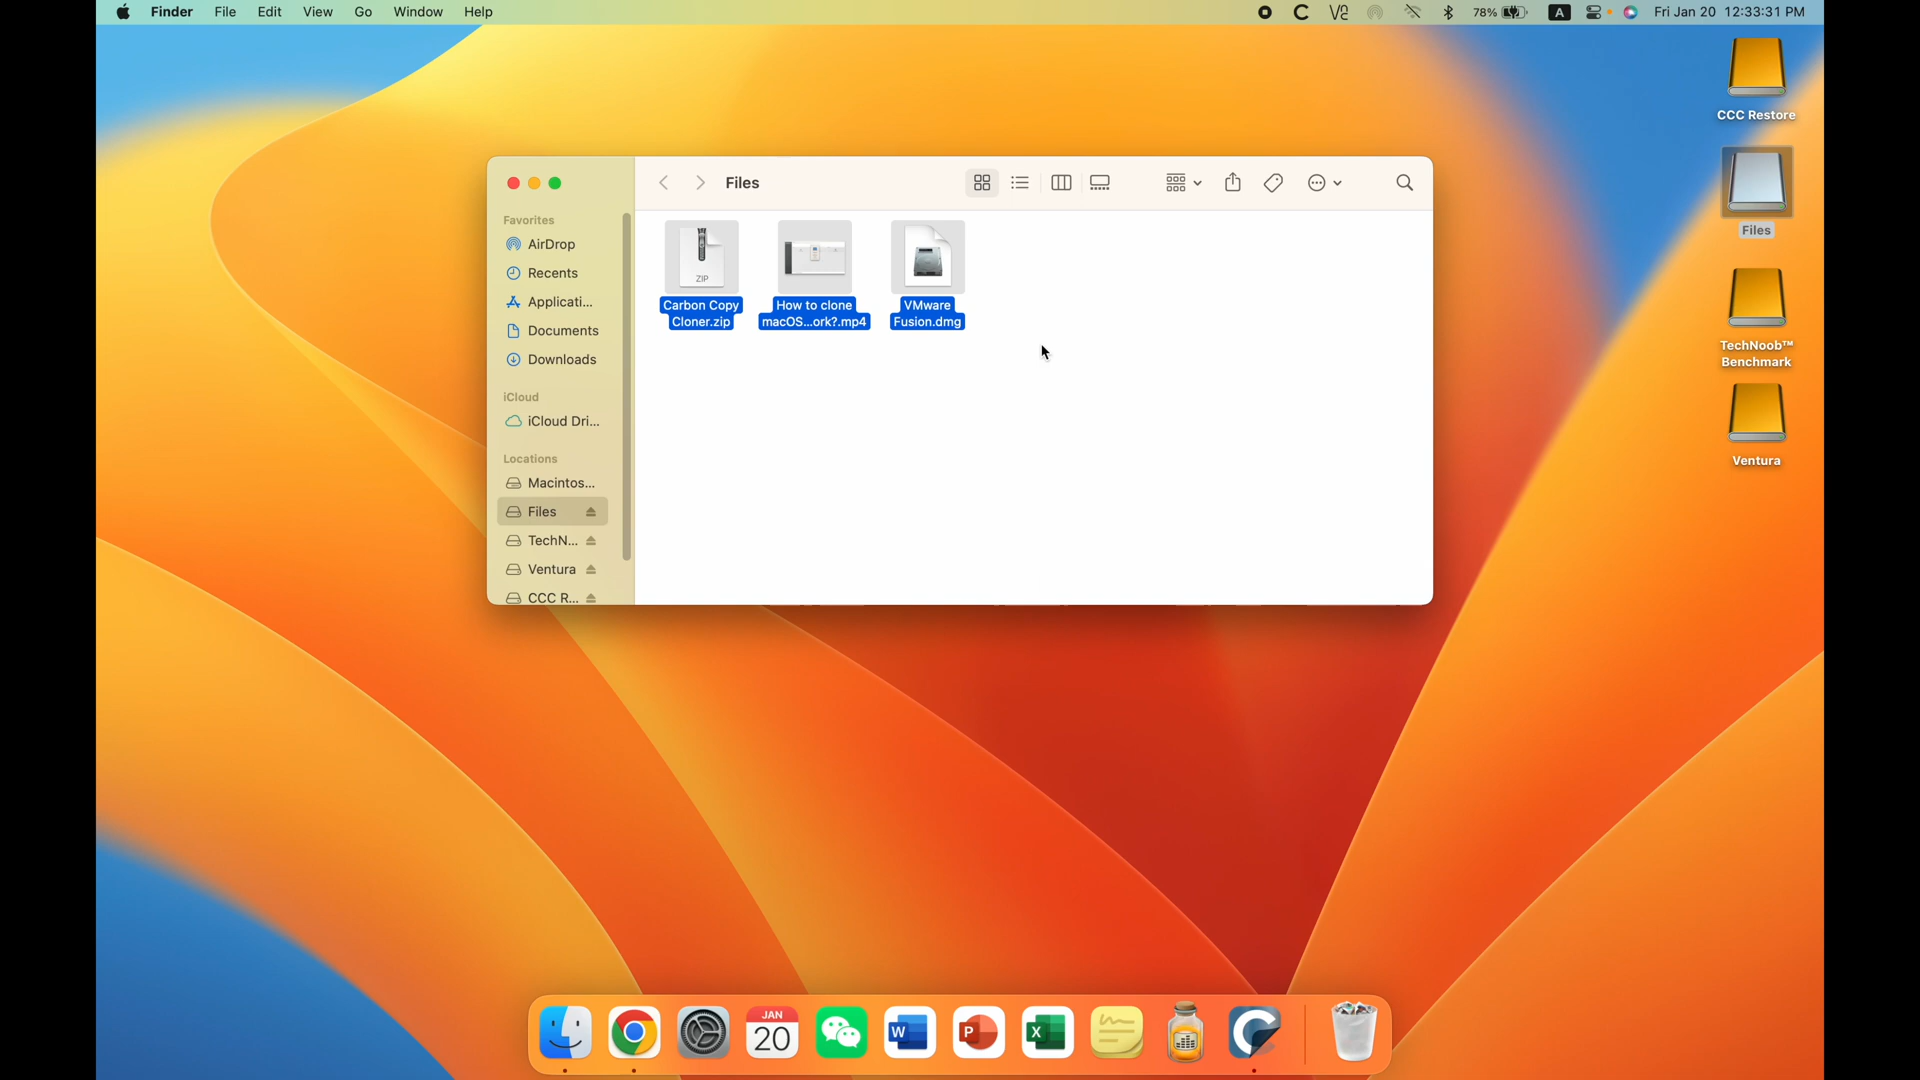 Finder File Edit View Go Window Help
78% A Fri Jan 20 12:33:31 PM
CCC Restore
Files
TechNoob™
Benchmark
Ventura
Files
Favorites
AirDrop
Recents
Applicati...
Documents
Downloads
iCloud
iCloud Dri...
Locations
Macintos...
Files
TechN...
Ventura
CCC R...
ZIP
Carbon Copy
Cloner.zip
How to clone
macOS...ork?.mp4
VMware
Fusion.dmg
JAN
20
W
P
X